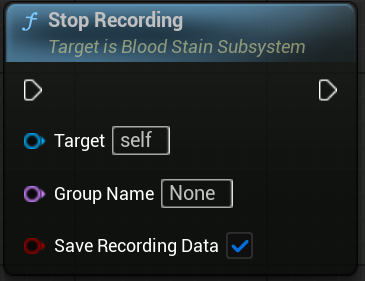 Stop Recording
Target is Blood Stain Subsystem
Target self
Group Name None
Save Recording Data